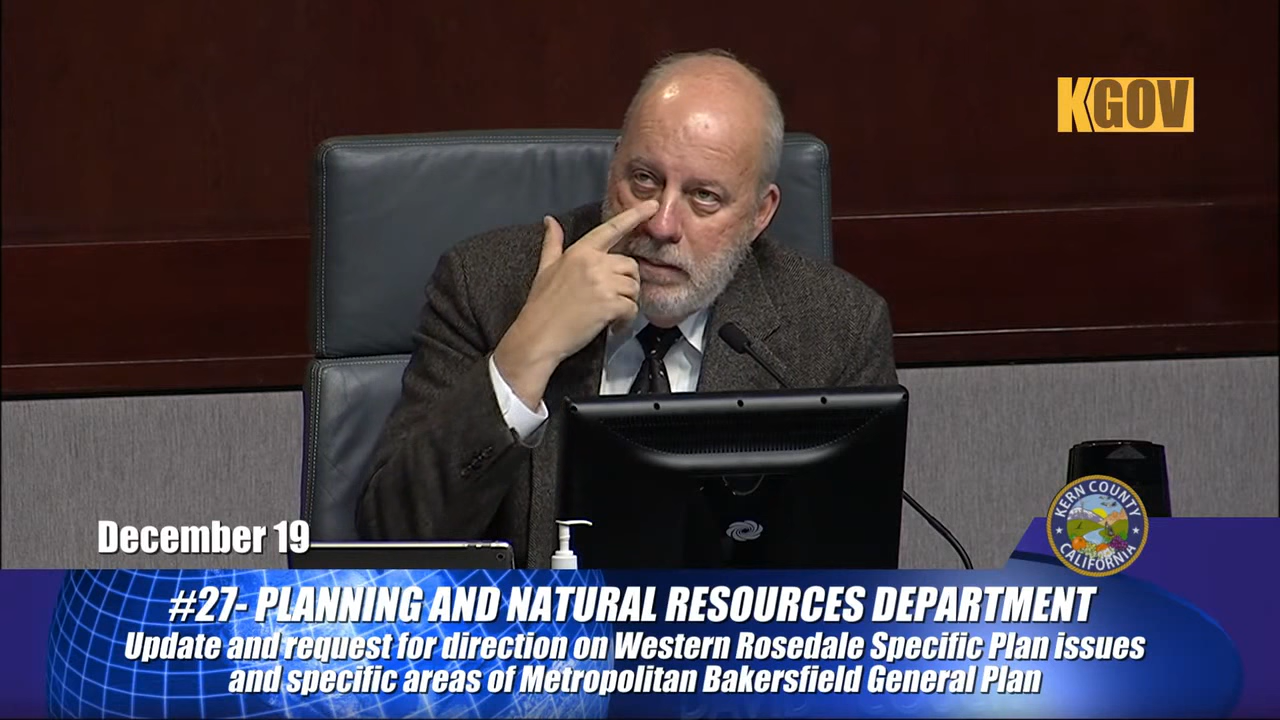 KGOV
KERN COUNTY
CALIFORNIA
December 19
#27- PLANNING AND NATURAL RESOURCES DEPARTMENT
Update and request for direction on Western Rosedale Specific Plan issues
and specific areas of Metropolitan Bakersfield General Plan